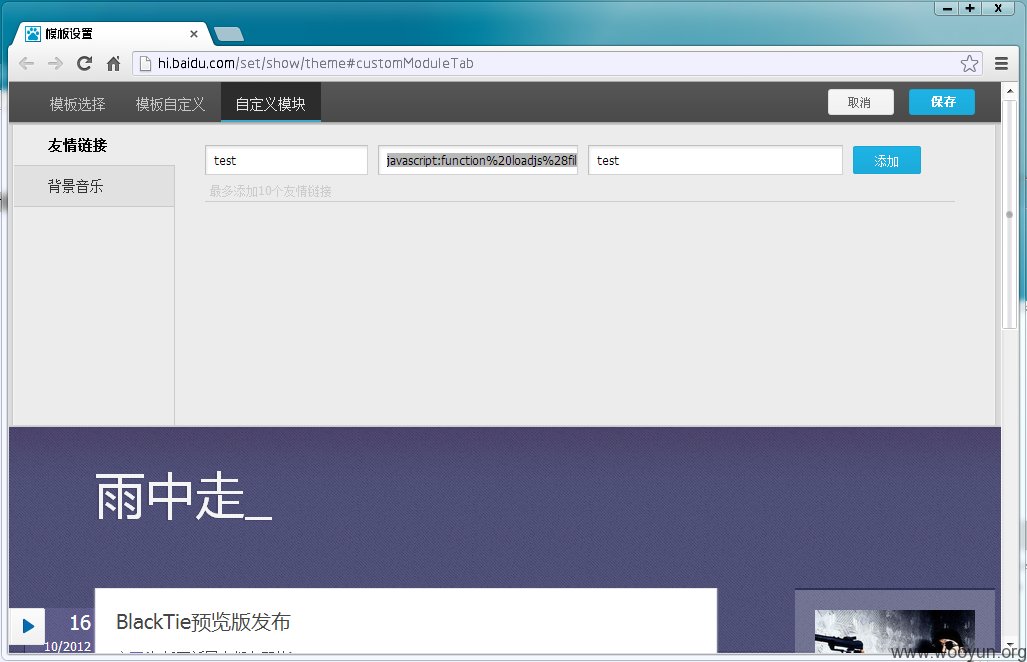 模板设置
hi.baidu.com/set/show/theme#customModuleTab
模板选择 模板自定义 自定义模块 取消 保存
友情链接
背景音乐
test javascript:function%20loadjs%28fil test 添加
最多添加10个友情链接
雨中走_
16
10/2012
BlackTie预览版发布
www.wooyun.org